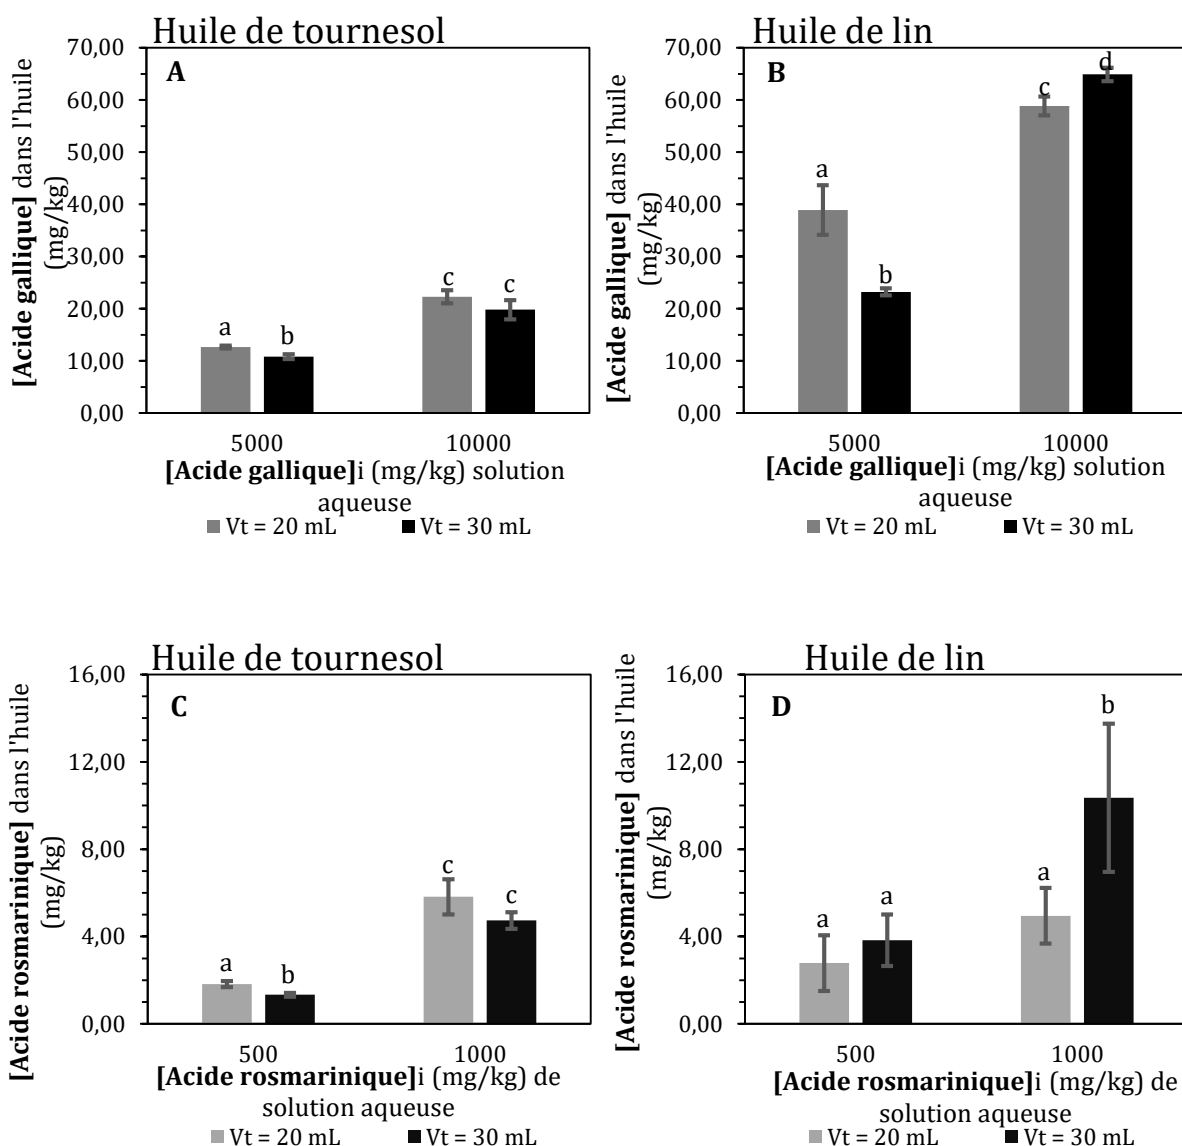 Huile de tournesol
A
[Acide gallique] dans l'huile
(mg/kg)
70,00
60,00
50,00
40,00
30,00
20,00
10,00
0,00
a
b
c
c
5000
10000
[Acide gallique]i (mg/kg) solution
aqueuse
Vt = 20 mL
Vt = 30 mL
Huile de lin
B
[Acide gallique] dans l'huile
(mg/kg)
70,00
60,00
50,00
40,00
30,00
20,00
10,00
0,00
a
b
c
d
5000
10000
[Acide gallique]i (mg/kg) solution
aqueuse
Vt = 20 mL
Vt = 30 mL
Huile de tournesol
C
[Acide rosmarinique] dans l'huile
(mg/kg)
16,00
12,00
8,00
4,00
0,00
a
b
c
c
500
1000
[Acide rosmarinique]i (mg/kg) de
solution aqueuse
Vt = 20 mL
Vt = 30 mL
Huile de lin
D
[Acide rosmarinique] dans l'huile
(mg/kg)
16,00
12,00
8,00
4,00
0,00
a
a
a
b
500
1000
[Acide rosmarinique]i (mg/kg) de
solution aqueuse
Vt = 20 mL
Vt = 30 mL